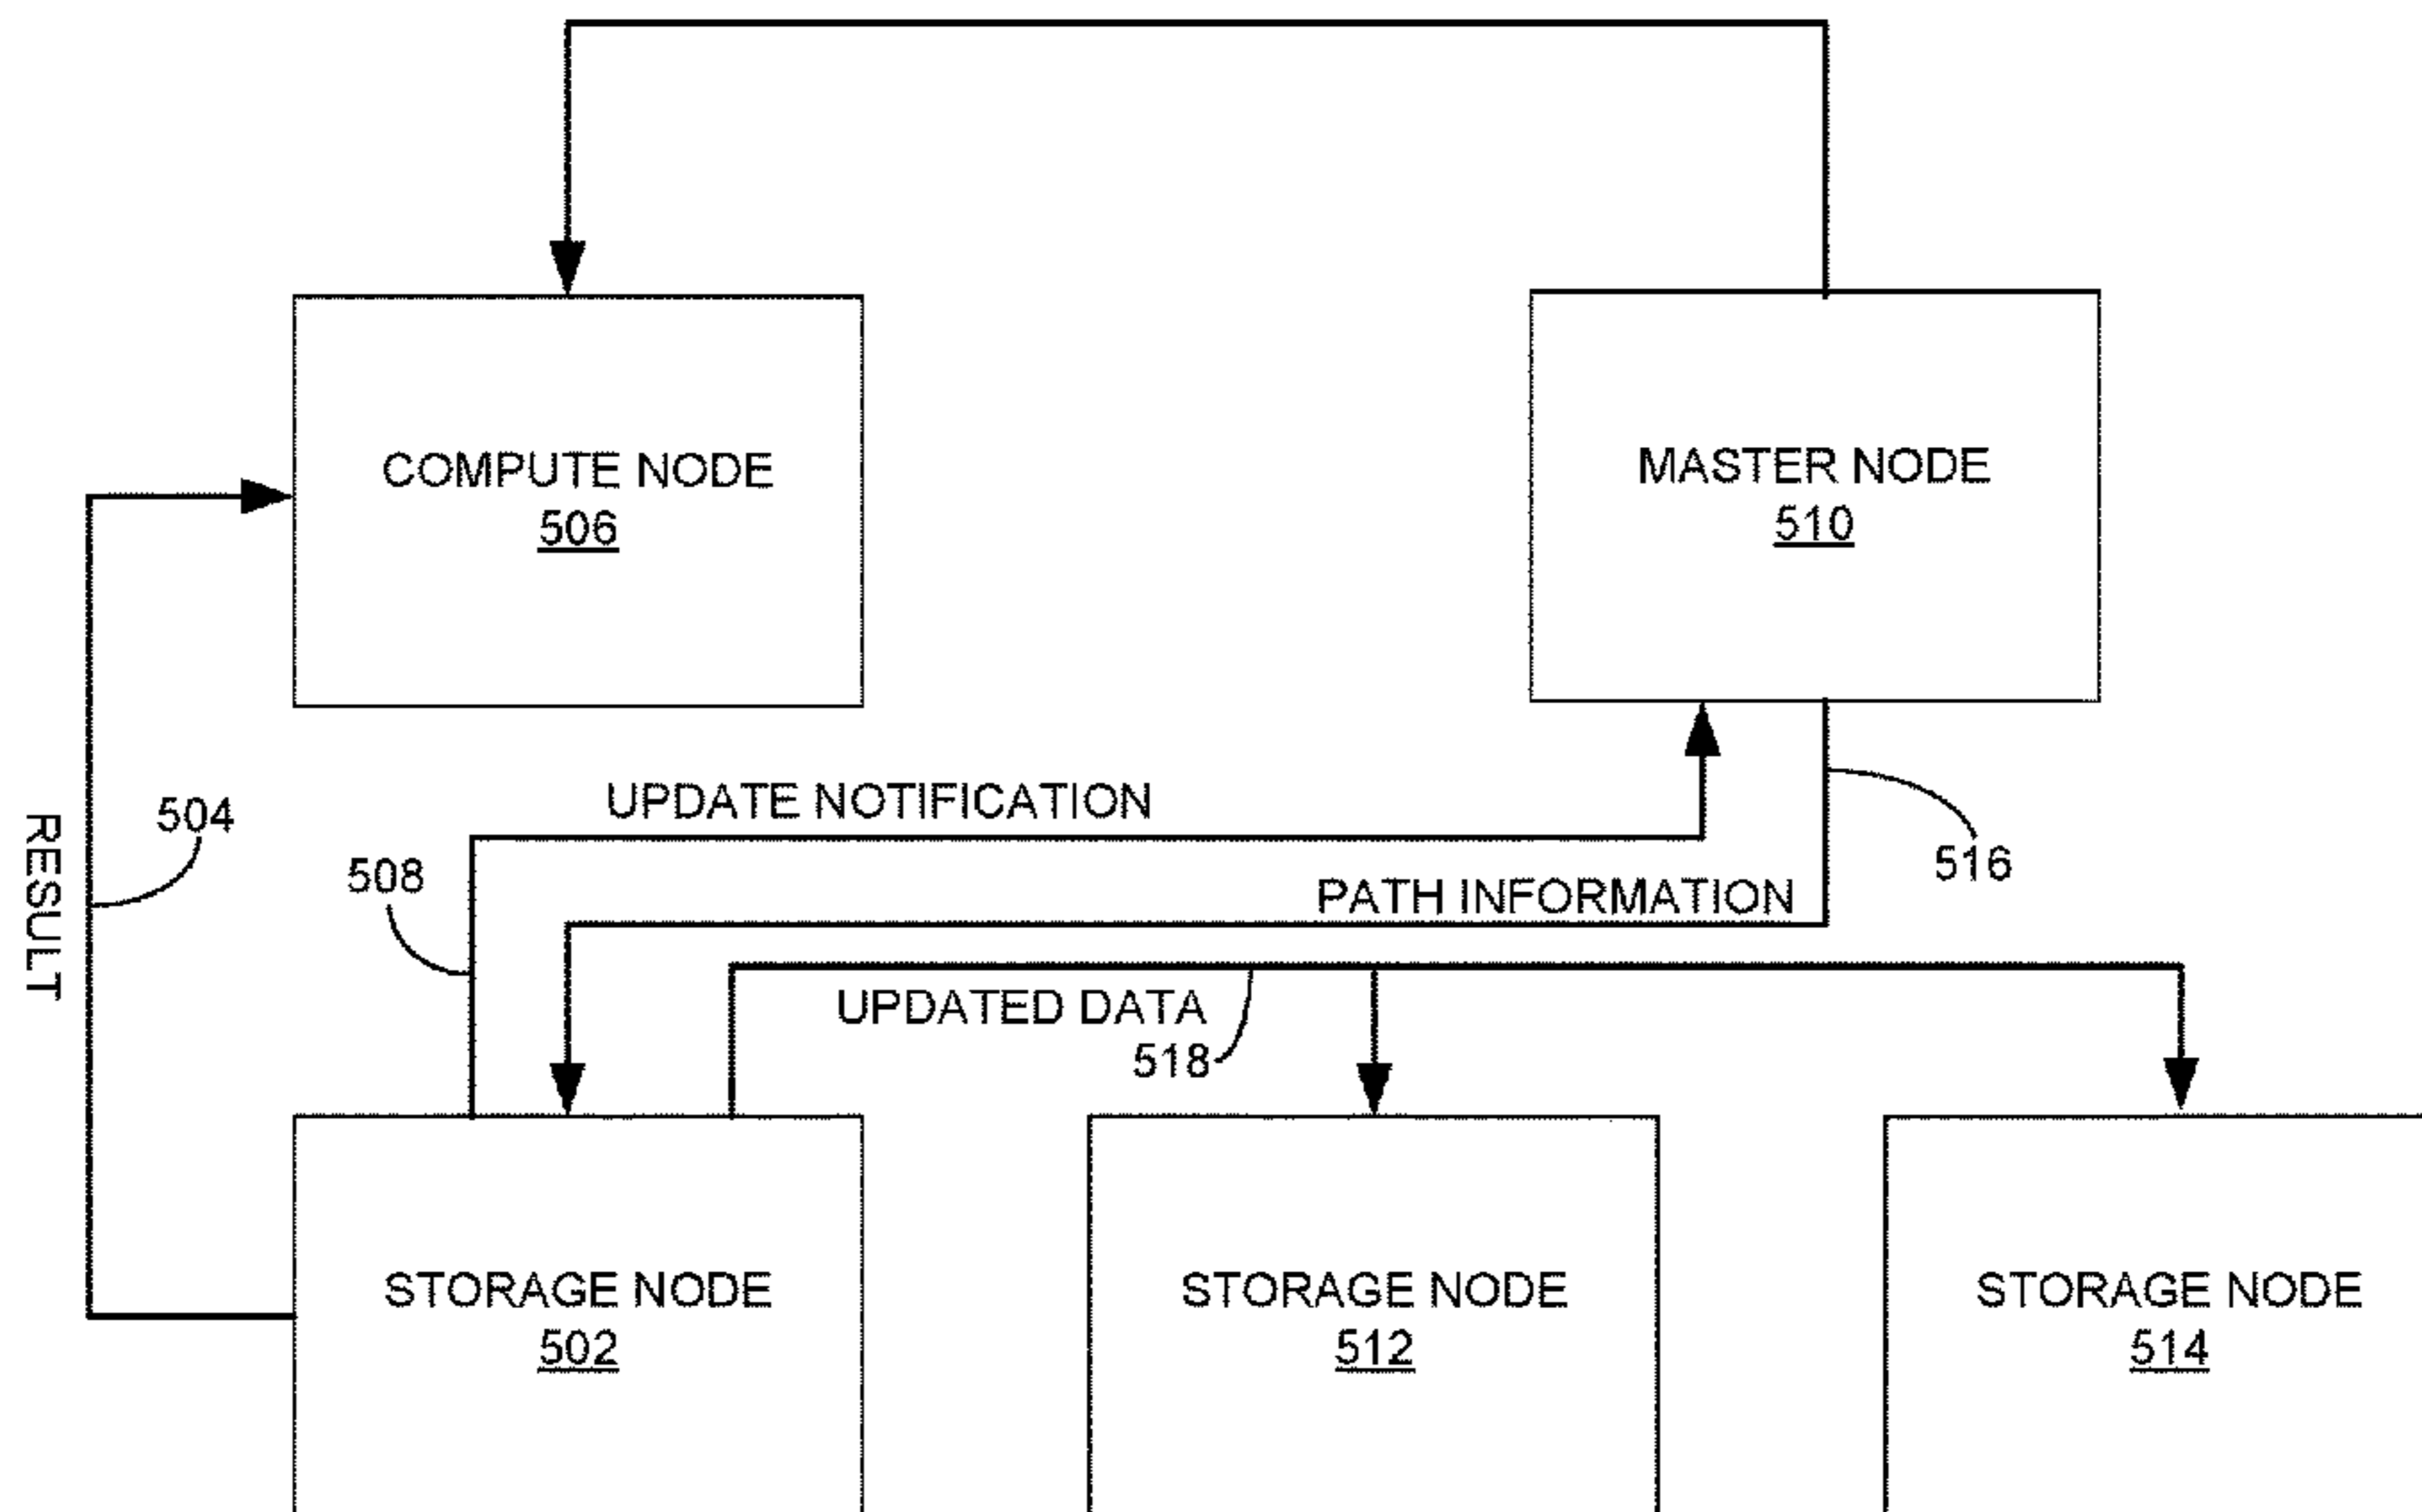 COMPUTE NODE
506
MASTER NODE
510
RESULT
504
UPDATE NOTIFICATION
508
516
PATH INFORMATION
UPDATED DATA
518
STORAGE NODE
502
STORAGE NODE
512
STORAGE NODE
514